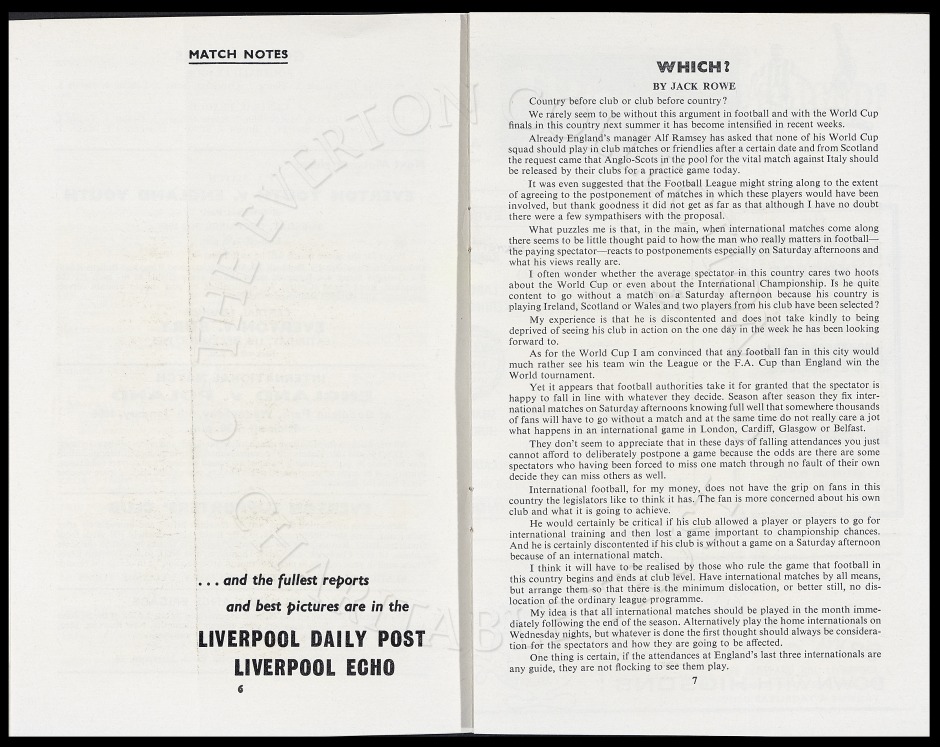 MATCH NOTES
... and the fullest reports
and best pictures are in the
LIVERPOOL DAILY POST
LIVERPOOL ECHO
6
WHICH?
BY JACK ROWE
Country before club or club before country?
We rarely seem to be without this argument in football and with the World Cup
finals in this country next summer it has become intensified in recent weeks.
Already England's manager Alf Ramsey has asked that none of his World Cup
squad should play in club matches or friendlies after a certain date and from Scotland
the request came that Anglo-Scots in the pool for the vital match against Italy should
be released by their clubs for a practice game today.
It was even suggested that the Football League might string along to the extent
of agreeing to the postponement of matches in which these players would have been
involved, but thank goodness it did not get as far as that although I have no doubt
there were a few sympathisers with the proposal.
What puzzles me is that, in the main, when international matches come along
there seems to be little thought paid to how the man who really matters in football—
the paying spectator—reacts to postponements especially on Saturday afternoons and
what his views really are.
I often wonder whether the average spectator in this country cares two hoots
about the World Cup or even about the International Championship. Is he quite
content to go without a match on a Saturday afternoon because his country is
playing Ireland, Scotland or Wales and two players from his club have been selected?
My experience is that he is discontented and does not take kindly to being
deprived of seeing his club in action on the one day in the week he has been looking
forward to.
As for the World Cup I am convinced that any football fan in this city would
much rather see his team win the League or the F.A. Cup than England win the
World tournament.
Yet it appears that football authorities take it for granted that the spectator is
happy to fall in line with whatever they decide. Season after season they fix inter-
national matches on Saturday afternoons knowing full well that somewhere thousands
of fans will have to go without a match and at the same time do not really care a jot
what happens in an international game in London, Cardiff, Glasgow or Belfast.
They don't seem to appreciate that in these days of falling attendances you just
cannot afford to deliberately postpone a game because the odds are there are some
spectators who having been forced to miss one match through no fault of their own
decide they can miss others as well.
International football, for my money, does not have the grip on fans in this
country the legislators like to think it has. The fan is more concerned about his own
club and what it is going to achieve.
He would certainly be critical if his club allowed a player or players to go for
international training and then lost a game important to championship chances.
And he is certainly discontented if his club is without a game on a Saturday afternoon
because of an international match.
I think it will have to be realised by those who rule the game that football in
this country begins and ends at club level. Have international matches by all means,
but arrange them so that there is the minimum dislocation, or better still, no dis-
location of the ordinary league programme.
My idea is that all international matches should be played in the month imme-
diately following the end of the season. Alternatively play the home internationals on
Wednesday nights, but whatever is done the first thought should always be considera-
tion for the spectators and how they are going to be affected.
One thing is certain, if the attendances at England's last three internationals are
any guide, they are not flocking to see them play.
7